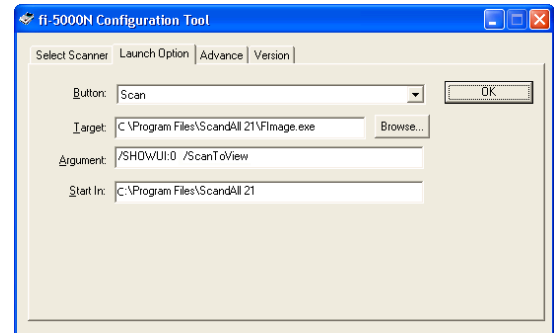 fi-5000N Configuration Tool
Select Scanner Launch Option Advance Version
Button: Scan OK
Target: C \Program Files\ScandAll 21\FImage.exe Browse...
Argument: /SHOWUI:0 /ScanToView
Start In: C:\Program Files\ScandAll 21